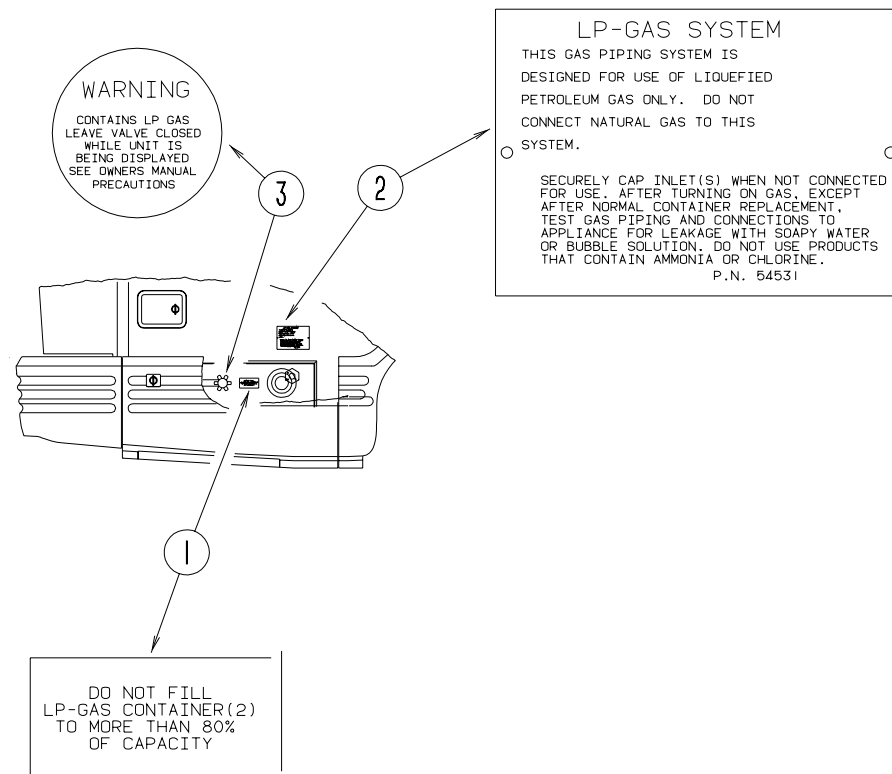 LP-GAS SYSTEM
THIS GAS PIPING SYSTEM IS
DESIGNED FOR USE OF LIQUEFIED
PETROLEUM GAS ONLY. DO NOT
CONNECT NATURAL GAS TO THIS
SYSTEM.
SECURELY CAP INLET(S) WHEN NOT CONNECTED
FOR USE. AFTER TURNING ON GAS, EXCEPT
AFTER NORMAL CONTAINER REPLACEMENT,
TEST GAS PIPING AND CONNECTIONS TO
APPLIANCE FOR LEAKAGE WITH SOAPY WATER
OR BUBBLE SOLUTION. DO NOT USE PRODUCTS
THAT CONTAIN AMMONIA OR CHLORINE.
P.N. 54531
WARNING
CONTAINS LP GAS
LEAVE VALVE CLOSED
WHILE UNIT IS
BEING DISPLAYED
SEE OWNERS MANUAL
PRECAUTIONS
3
2
1
DO NOT FILL
LP-GAS CONTAINER(2)
TO MORE THAN 80%
OF CAPACITY